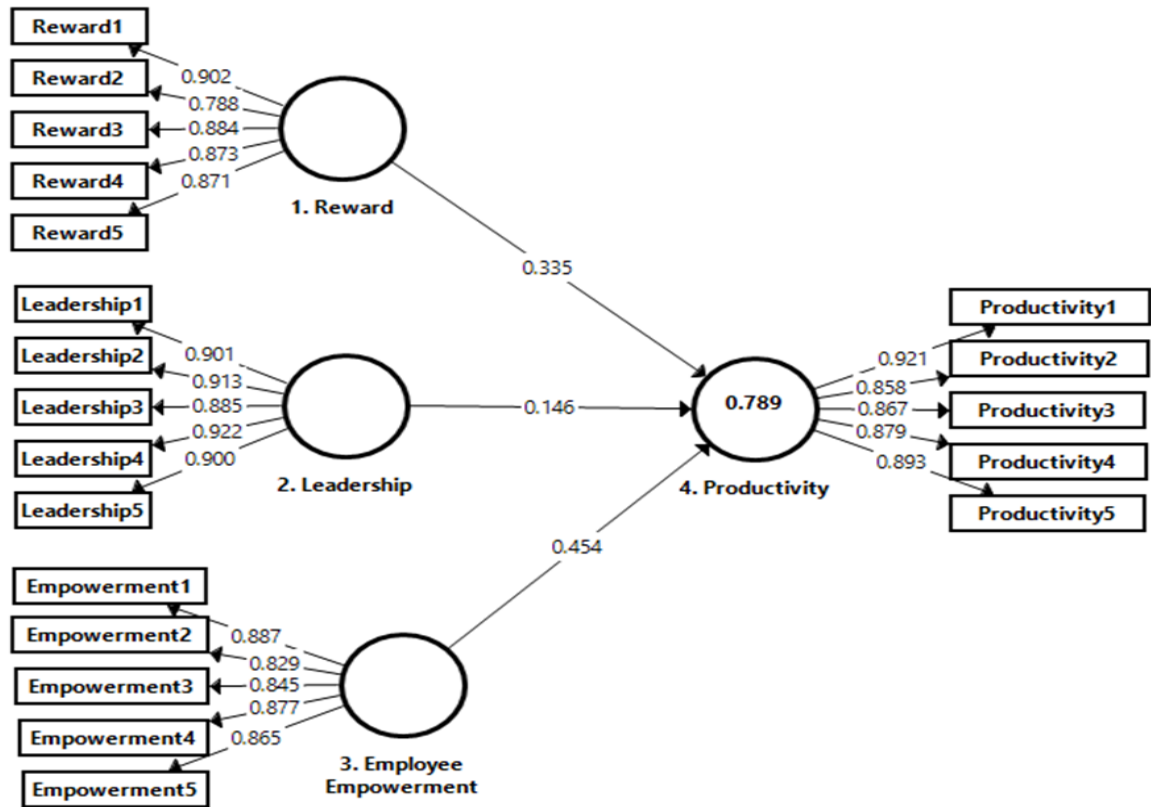 Reward1
0.902
Reward2
0.788
Reward3
0.884
Reward4
0.873
0.871
Reward5
1. Reward
0.335
Leadership1
0.901
Leadership2
0.913
Leadership3
0.885
Leadership4
0.922
0.900
Leadership5
2. Leadership
0.146
Empowerment1
0.887
Empowerment2
0.829
Empowerment3
0.845
0.877
Empowerment4
0.865
Empowerment5
3. Employee
Empowerment
0.454
0.789
4. Productivity
Productivity1
0.921
Productivity2
0.858
Productivity3
0.867
0.879
Productivity4
0.893
Productivity5